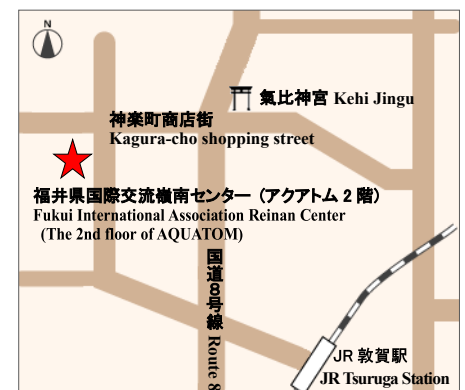 N
氣比神宮 Kehi Jingu
神楽町商店街
Kagura-cho shopping street
福井県国際交流嶺南センター（アクアトム２階）
Fukui International Association Reinan Center
(The 2nd floor of AQUATOM)
国道８号線 Route 8
JR 敦賀駅
JR Tsuruga Station